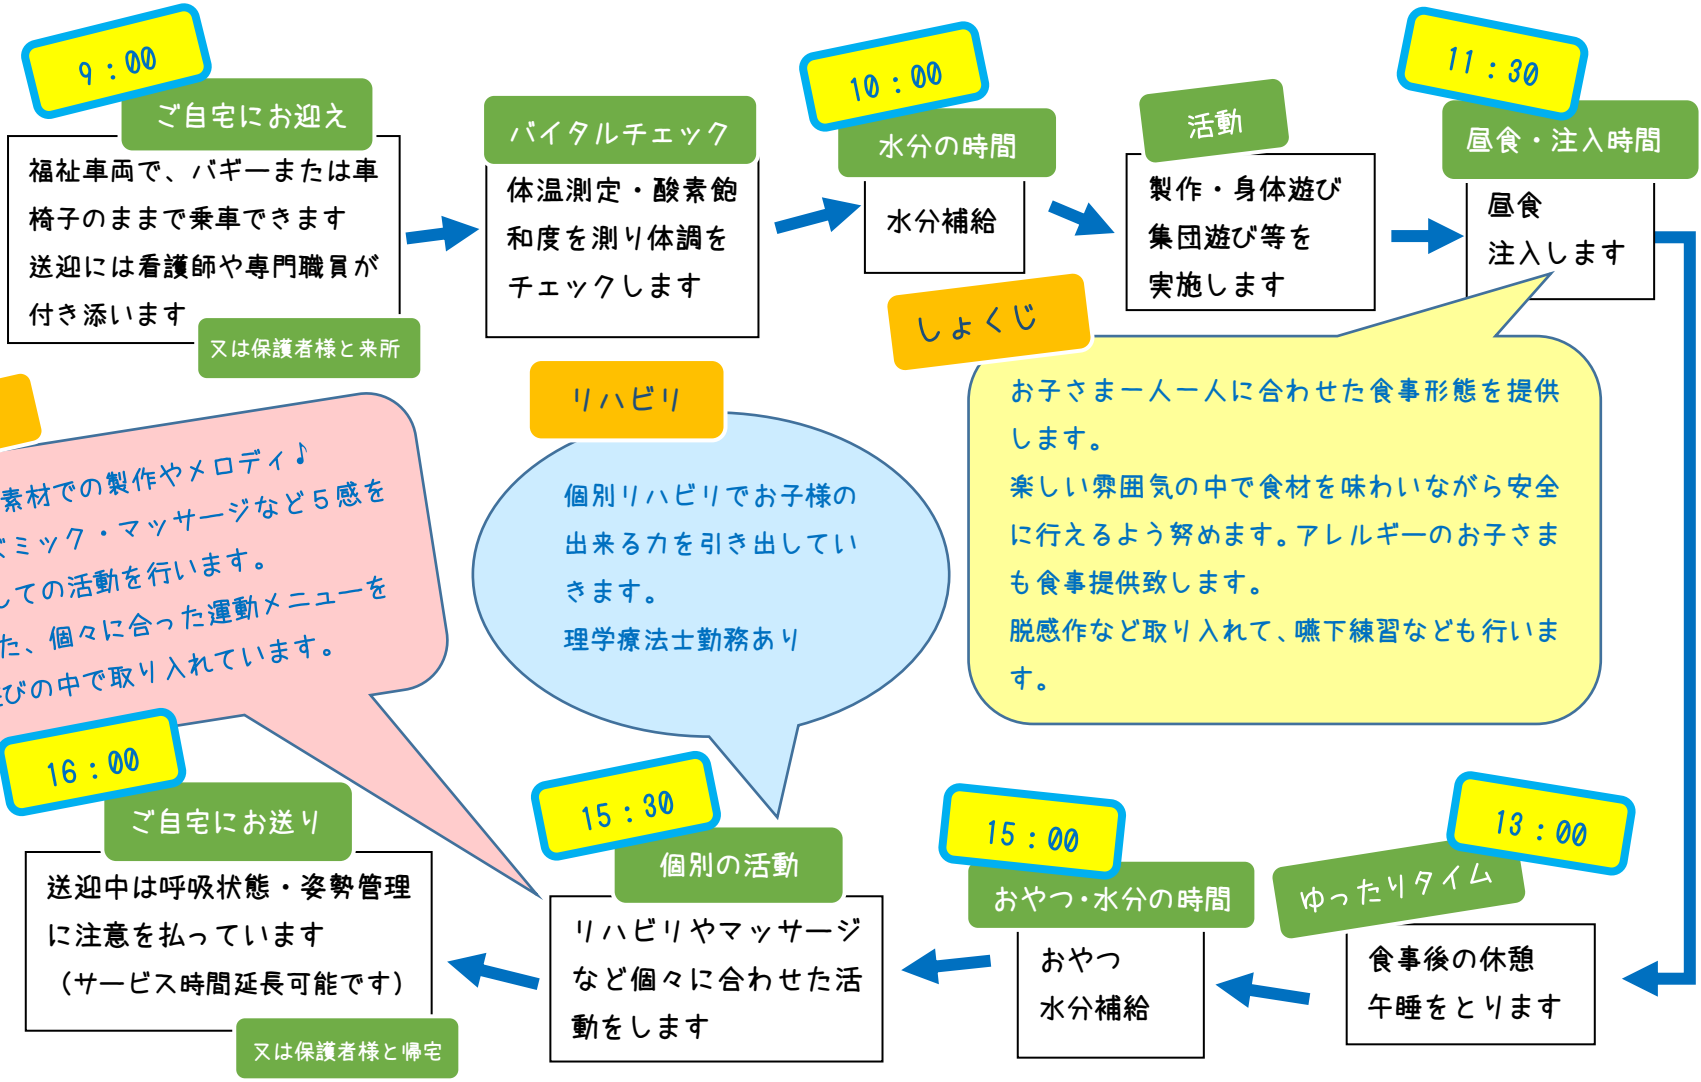 9：00
ご自宅にお迎え
福祉車両で、バギーまたは車
椅子のままで乗車できます
送迎には看護師や専門職員が
付き添います
又は保護者様と来所
バイタルチェック
体温測定・酸素飽
和度を測り体調を
チェックします
10：00
水分の時間
水分補給
活動
製作・身体遊び
集団遊び等を
実施します
11：30
昼食・注入時間
昼食
注入します
しょくじ
お子さま一人一人に合わせた食事形態を提供
します。
楽しい雰囲気の中で食材を味わいながら安全
に行えるよう努めます。アレルギーのお子さま
も食事提供致します。
脱感作など取り入れて、嚥下練習なども行いま
す。
リハビリ
個別リハビリでお子様の
出来る力を引き出してい
きます。
理学療法士勤務あり
素材での製作やメロディ♪
ズミック・マッサージなど５感を
しての活動を行います。
た、個々に合った運動メニューを
びの中で取り入れています。
13：00
ゆったりタイム
食事後の休憩
午睡をとります
15：00
おやつ・水分の時間
おやつ
水分補給
15：30
個別の活動
リハビリやマッサージ
など個々に合わせた活
動をします
16：00
ご自宅にお送り
送迎中は呼吸状態・姿勢管理
に注意を払っています
（サービス時間延長可能です）
又は保護者様と帰宅